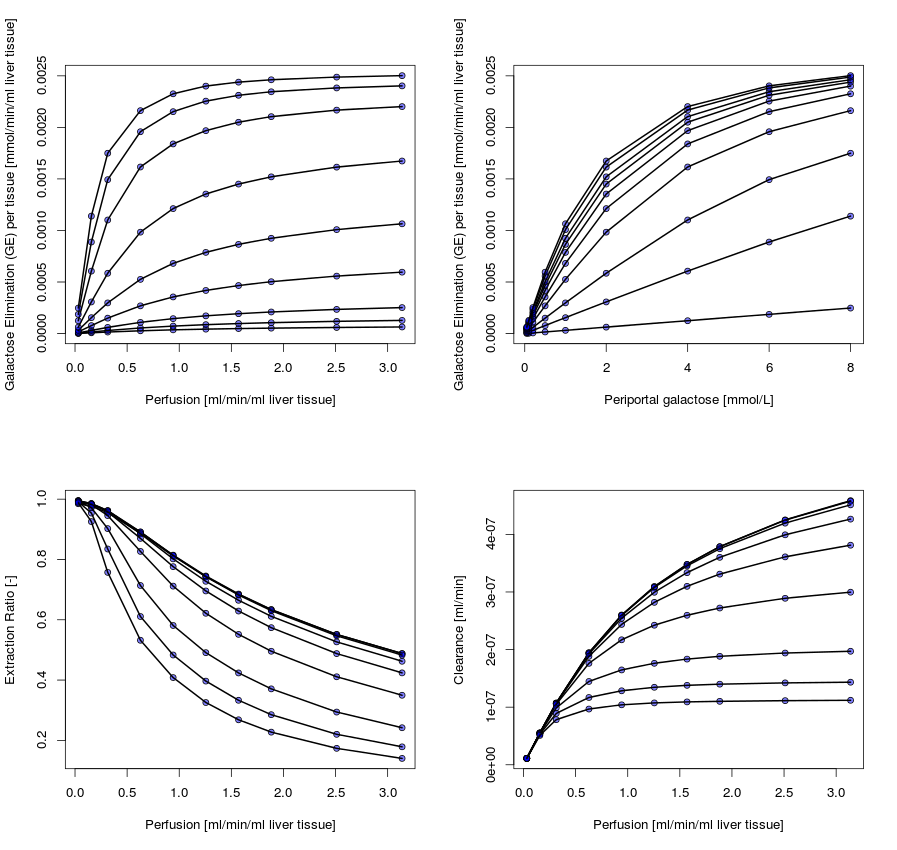 Galactose Elimination (GE) per tissue [mmol/min/ml liver tissue]
0.0025
0.0020
0.0015
0.0010
0.0005
0.0000
0.0 0.5 1.0 1.5 2.0 2.5 3.0
Perfusion [ml/min/ml liver tissue]
Galactose Elimination (GE) per tissue [mmol/min/ml liver tissue]
0.0025
0.0020
0.0015
0.0010
0.0005
0.0000
0 2 4 6 8
Periportal galactose [mmol/L]
Extraction Ratio [-]
1.0
0.8
0.6
0.4
0.2
0.0 0.5 1.0 1.5 2.0 2.5 3.0
Perfusion [ml/min/ml liver tissue]
Clearance [ml/min]
4e-07
3e-07
2e-07
1e-07
0e+00
0.0 0.5 1.0 1.5 2.0 2.5 3.0
Perfusion [ml/min/ml liver tissue]